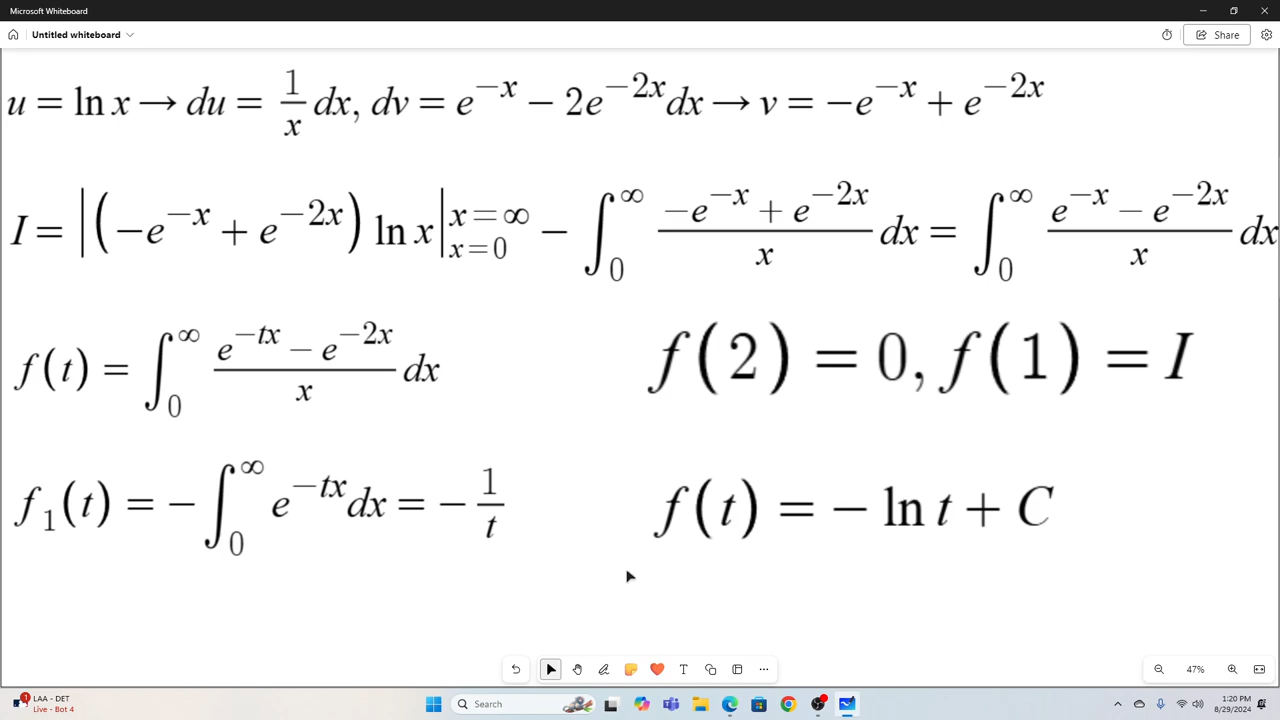 Microsoft Whiteboard
Untitled whiteboard
Share
u = ln x → du = 1/x dx, dv = e^{-x} − 2e^{-2x}dx → v = −e^{-x} + e^{-2x}
I = |(−e^{-x} + e^{-2x}) ln x|_{x=0}^{x=∞} − ∫_0^∞ (−e^{-x} + e^{-2x})/x dx = ∫_0^∞ (e^{-x} − e^{-2x})/x dx
f(t) = ∫_0^∞ (e^{-tx} − e^{-2x})/x dx
f(2) = 0, f(1) = I
f_1(t) = −∫_0^∞ e^{-tx}dx = −1/t
f(t) = − ln t + C
47%
1
LAA - DET
Live - Bot 4
Search
1:20 PM
8/29/2024